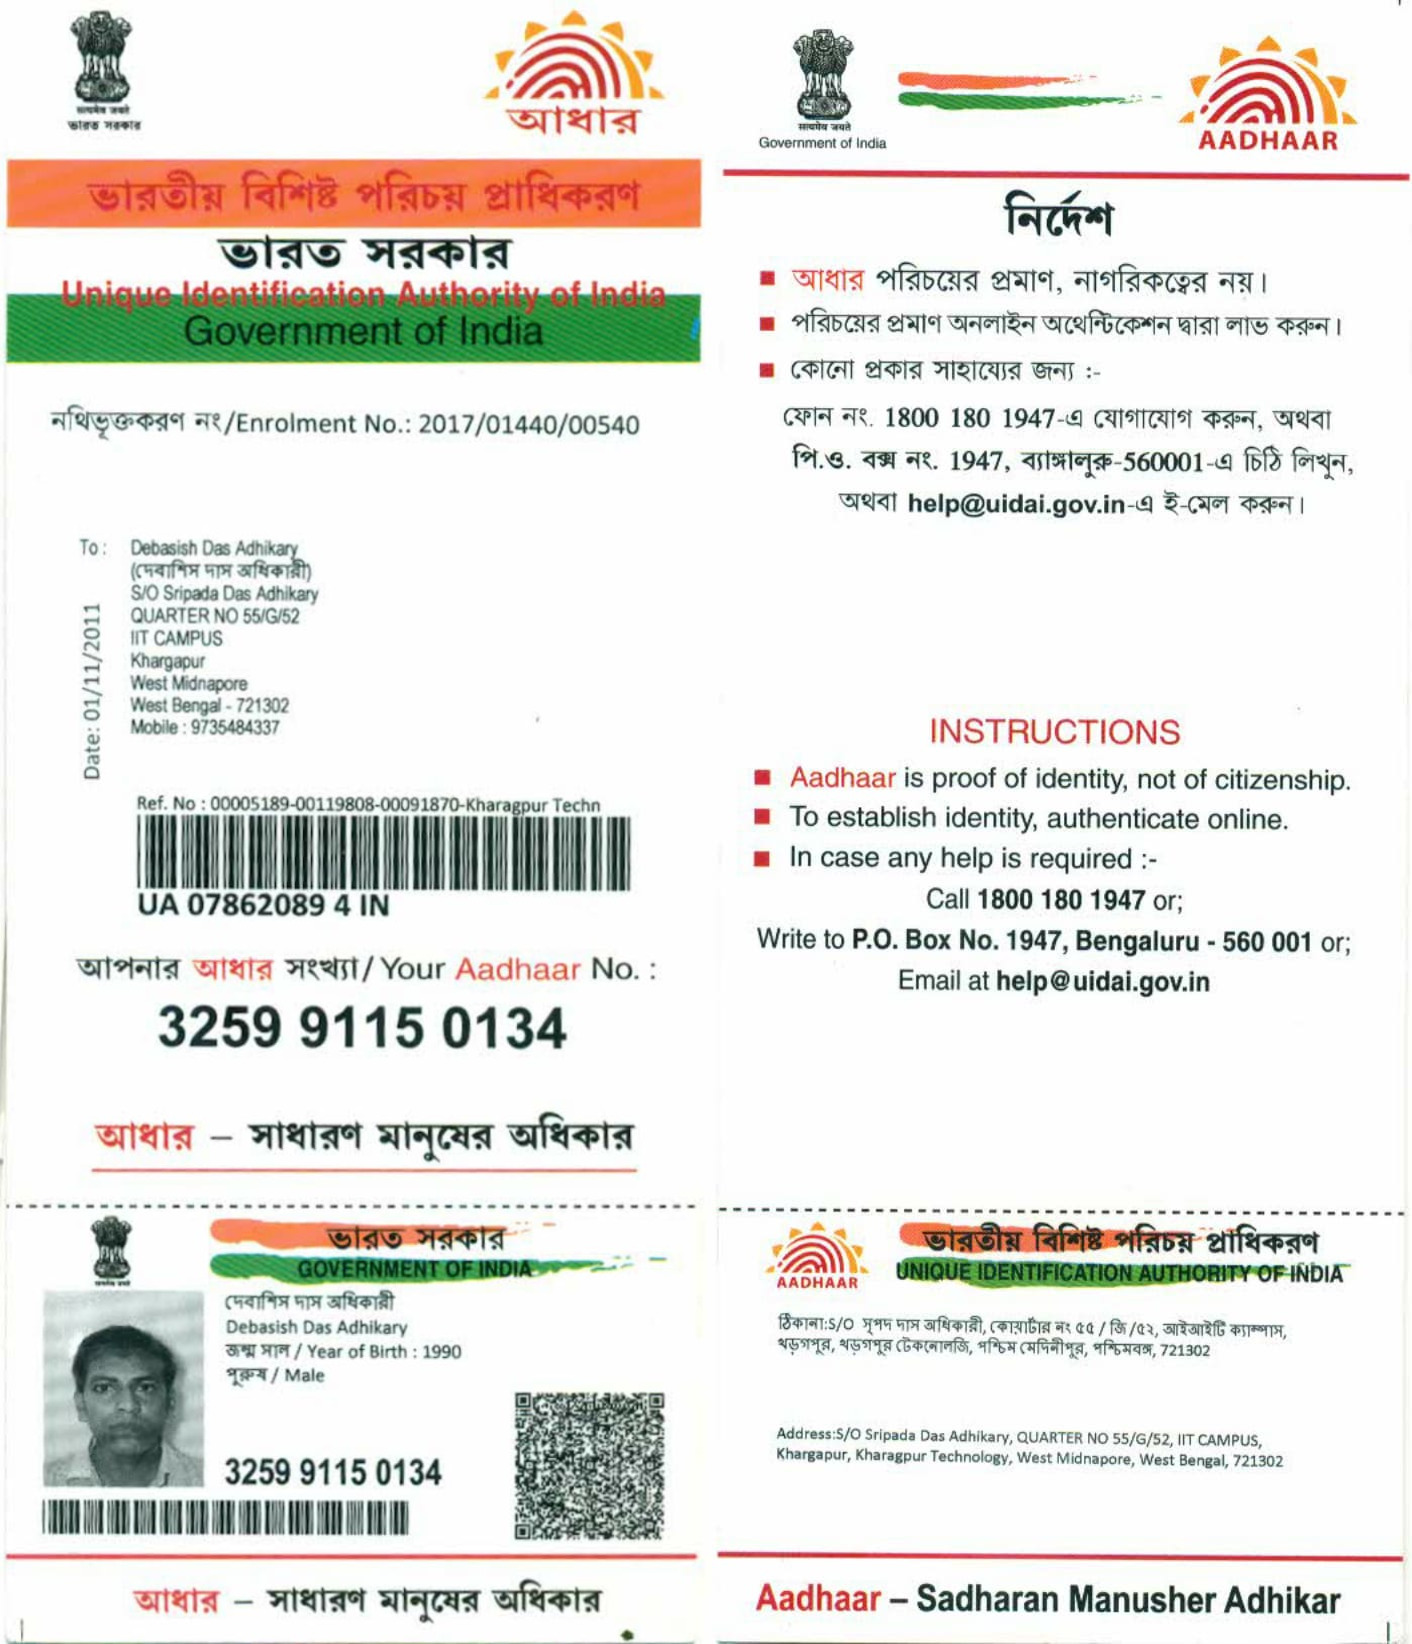 सत्यमेव जयते
ভারত সরকার
আধার
ভারতীয় বিশিষ্ট পরিচয় প্রাধিকরণ
ভারত সরকার
Unique Identification Authority of India
Government of India
নথিভূক্তকরণ নং/Enrolment No.: 2017/01440/00540
To :
Debasish Das Adhikary
(দেবাশিস দাস অধিকারী)
S/O Sripada Das Adhikary
QUARTER NO 55/G/52
IIT CAMPUS
Khargapur
West Midnapore
West Bengal - 721302
Mobile : 9735484337
Date: 01/11/2011
Ref. No : 00005189-00119808-00091870-Kharagpur Techn
UA 07862089 4 IN
আপনার আধার সংখ্যা/ Your Aadhaar No. :
3259 9115 0134
আধার – সাধারণ মানুষের অধিকার
ভারত সরকার
GOVERNMENT OF INDIA
দেবাশিস দাস অধিকারী
Debasish Das Adhikary
জন্ম সাল / Year of Birth : 1990
পুরুষ / Male
3259 9115 0134
আধার – সাধারণ মানুষের অধিকার
सत्यमेव जयते
Government of India
AADHAAR
নির্দেশ
আধার পরিচয়ের প্রমাণ, নাগরিকত্বের নয়।
পরিচয়ের প্রমাণ অনলাইন অথেন্টিকেশন দ্বারা লাভ করুন।
কোনো প্রকার সাহায্যের জন্য :-
ফোন নং. 1800 180 1947-এ যোগাযোগ করুন, অথবা
পি.ও. বক্স নং. 1947, ব্যাঙ্গালুরু-560001-এ চিঠি লিখুন,
অথবা help@uidai.gov.in-এ ই-মেল করুন।
INSTRUCTIONS
Aadhaar is proof of identity, not of citizenship.
To establish identity, authenticate online.
In case any help is required :-
Call 1800 180 1947 or;
Write to P.O. Box No. 1947, Bengaluru - 560 001 or;
Email at help@uidai.gov.in
AADHAAR
ভারতীয় বিশিষ্ট পরিচয় প্রাধিকরণ
UNIQUE IDENTIFICATION AUTHORITY OF INDIA
ঠিকানা:S/O সৃপদ দাস অধিকারী, কোয়ার্টার নং ৫৫ / জি /৫২, আইআইটি ক্যাম্পাস,
খড়গপুর, খড়গপুর টেকনোলজি, পশ্চিম মেদিনীপুর, পশ্চিমবঙ্গ, 721302
Address:S/O Sripada Das Adhikary, QUARTER NO 55/G/52, IIT CAMPUS,
Khargapur, Kharagpur Technology, West Midnapore, West Bengal, 721302
Aadhaar – Sadharan Manusher Adhikar